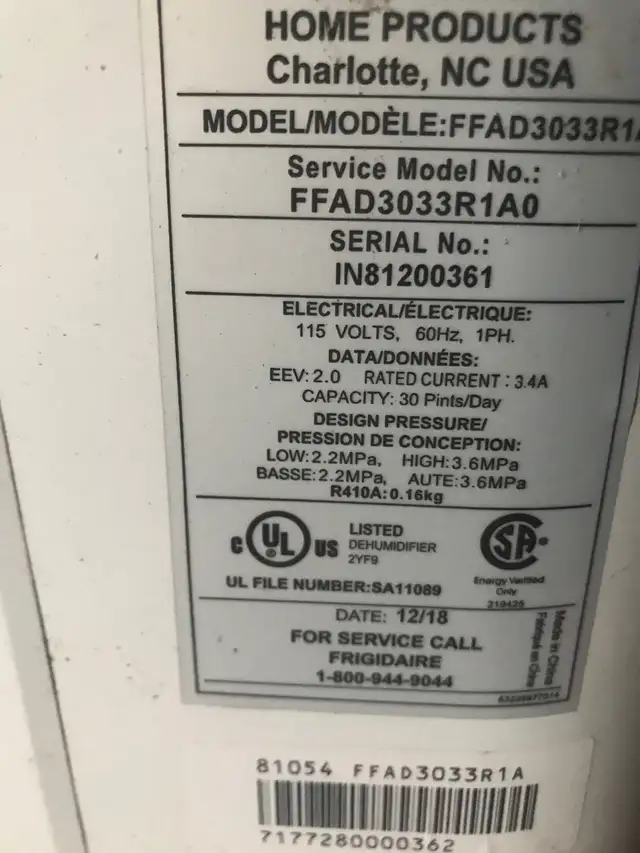 HOME PRODUCTS
Charlotte, NC USA
MODEL/MODÈLE:FFAD3033R1A
Service Model No.:
FFAD3033R1A0
SERIAL No.:
IN81200361
ELECTRICAL/ÉLECTRIQUE:
115 VOLTS, 60Hz, 1PH.
DATA/DONNÉES:
EEV:2.0 RATED CURRENT : 3.4A
CAPACITY: 30 Pints/Day
DESIGN PRESSURE/
PRESSION DE CONCEPTION:
LOW:2.2MPa, HIGH:3.6MPa
BASSE:2.2MPa, AUTE:3.6MPa
R410A:0.16kg
c UL US LISTED
DEHUMIDIFIER
2YF9
SA
Energy Verified
Only
219425
UL FILE NUMBER:SA11089
DATE: 12/18
FOR SERVICE CALL
FRIGIDAIRE
1-800-944-9044
Made in China
Fabriqué en Chine
81054 FFAD3033R1A
7177280000362